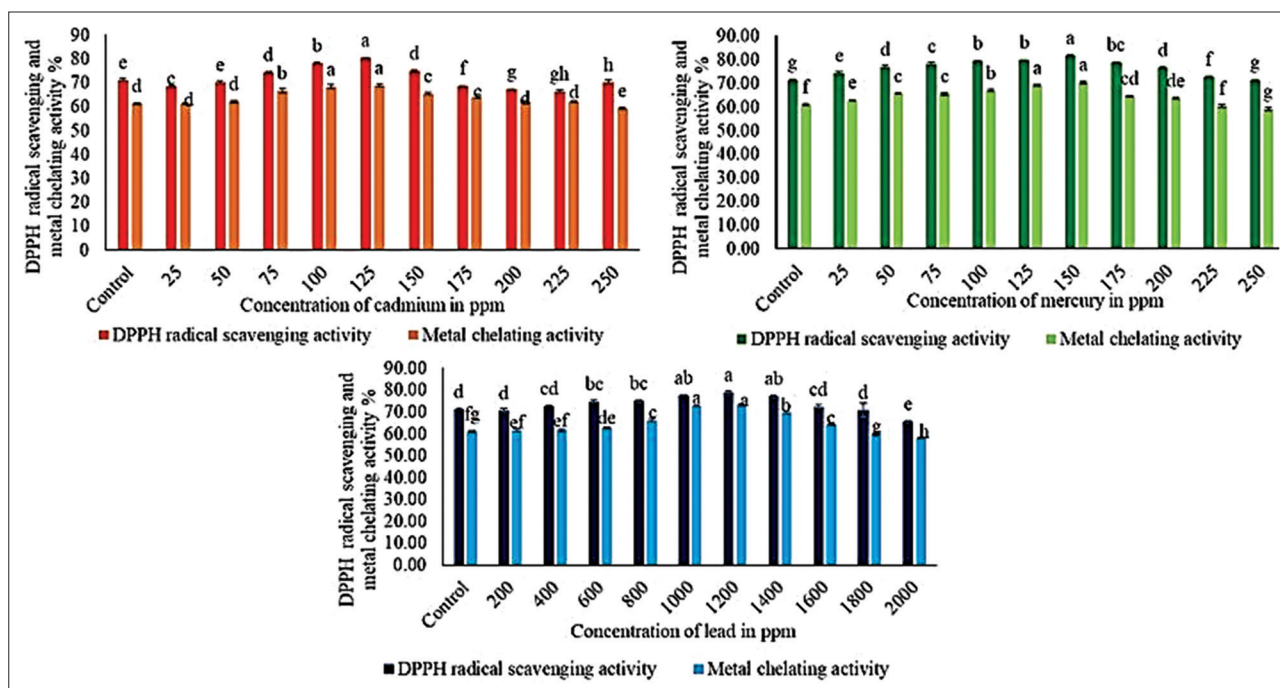 DPPH radical scavenging and
metal chelating activity %
90
80
70
60
50
40
30
20
10
0
e d c d e d d b b a a a d c f c g d gh d h e
Control 25 50 75 100 125 150 175 200 225 250
Concentration of cadmium in ppm
DPPH radical scavenging activity Metal chelating activity
DPPH radical scavenging and
metal chelating activity %
90.00
80.00
70.00
60.00
50.00
40.00
30.00
20.00
10.00
0.00
g f e e d c c c b b b a a a bc cd d de f f g g
Control 25 50 75 100 125 150 175 200 225 250
Concentration of mercury in ppm
DPPH radical scavenging activity Metal chelating activity
DPPH radical scavenging and
metal chelating activity %
90.00
80.00
70.00
60.00
50.00
40.00
30.00
20.00
10.00
0.00
d fg d ef cd ef bc de bc c ab a a a ab b cd c d g e h
Control 200 400 600 800 1000 1200 1400 1600 1800 2000
Concentration of lead in ppm
DPPH radical scavenging activity Metal chelating activity